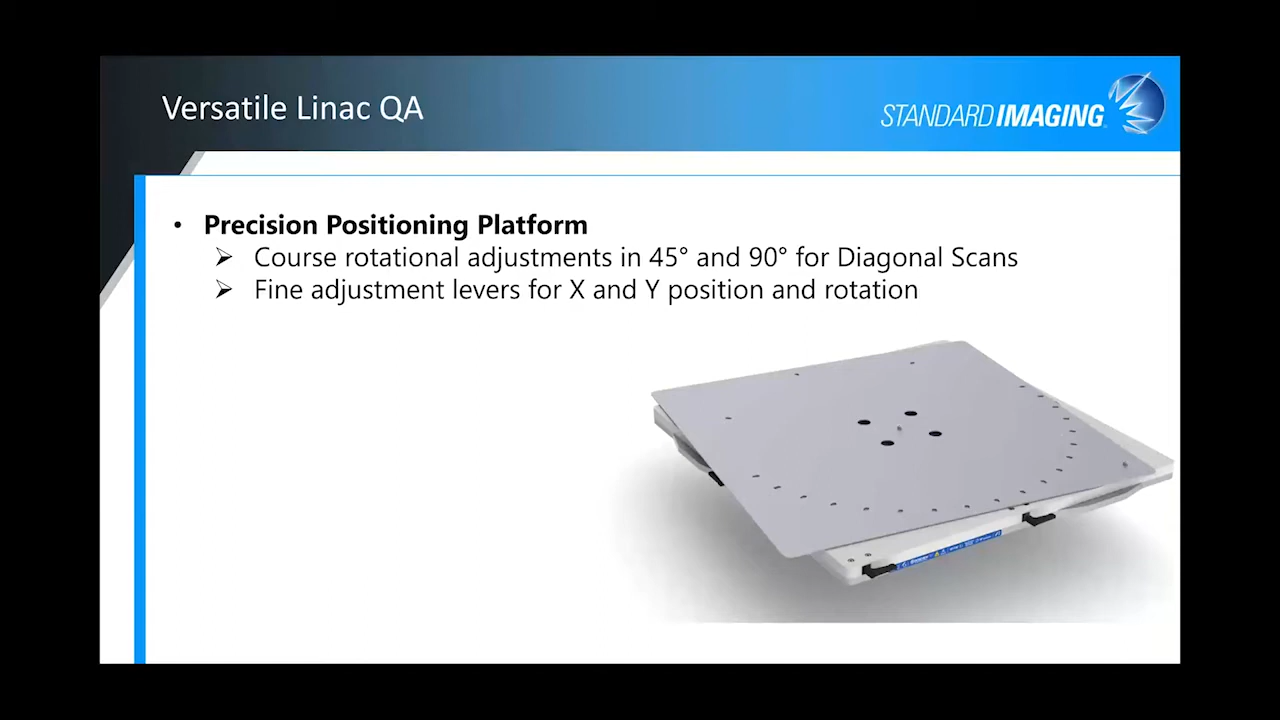 Versatile Linac QA
STANDARD IMAGING
• Precision Positioning Platform
➢ Course rotational adjustments in 45° and 90° for Diagonal Scans
➢ Fine adjustment levers for X and Y position and rotation